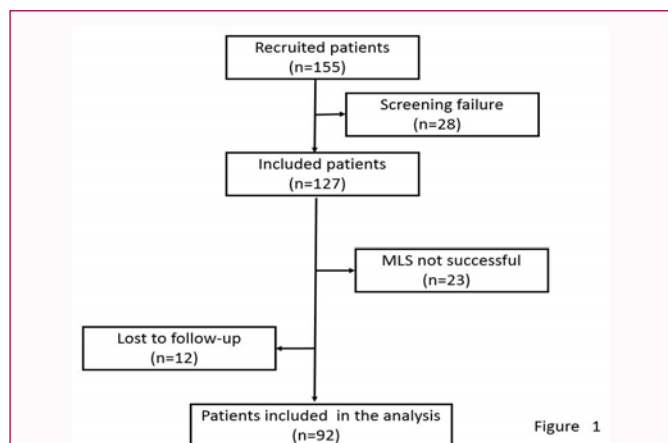 Recruited patients
(n=155)
Screening failure
(n=28)
Included patients
(n=127)
MLS not successful
(n=23)
Lost to follow-up
(n=12)
Patients included in the analysis
(n=92)
Figure 1